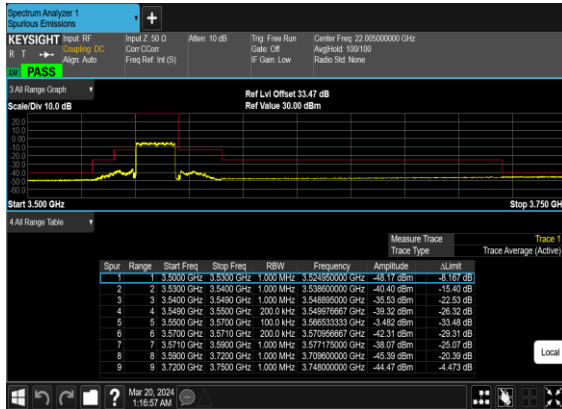 Spectrum Analyzer 1
Spurious Emissions
+
KEYSIGHT Input: RF Input Z: 50 Ω Atten: 10 dB Trig: Free Run Center Freq: 22.005000000 GHz
R T Coupling: DC Corr CCorr Gate: Off Avg|Hold: 100/100
Align: Auto Freq Ref: Int (S) IF Gain: Low Radio Std: None
PASS
3 All Range Graph Ref Lvl Offset 33.47 dB
Scale/Div 10.0 dB Ref Value 30.00 dBm
20.0
10.0
0.00
-10.0
-20.0
-30.0
-40.0
-50.0
-60.0
Start 3.500 GHz Stop 3.750 GH
4 All Range Table
Measure Trace Trace 1
Trace Type Trace Average (Active)
Spur Range Start Freq Stop Freq RBW Frequency Amplitude ΔLimit
1 1 3.5000 GHz 3.5300 GHz 1.000 MHz 3.524950000 GHz -48.17 dBm -8.167 dB
2 2 3.5300 GHz 3.5400 GHz 1.000 MHz 3.538600000 GHz -40.40 dBm -15.40 dB
3 3 3.5400 GHz 3.5490 GHz 1.000 MHz 3.548895000 GHz -35.53 dBm -22.53 dB
4 4 3.5490 GHz 3.5500 GHz 200.0 kHz 3.549976667 GHz -39.32 dBm -26.32 dB
5 5 3.5500 GHz 3.5700 GHz 100.0 kHz 3.566533333 GHz -3.482 dBm -33.48 dB
6 6 3.5700 GHz 3.5710 GHz 200.0 kHz 3.570956667 GHz -42.37 dBm -29.31 dB
7 7 3.5710 GHz 3.5900 GHz 1.000 MHz 3.577175000 GHz -38.07 dBm -25.07 dB
8 8 3.5900 GHz 3.7200 GHz 1.000 MHz 3.709600000 GHz -45.39 dBm -20.39 dB
9 9 3.7200 GHz 3.7500 GHz 1.000 MHz 3.748000000 GHz -44.47 dBm -4.473 dB
Local
? Mar 20, 2024
1:16:57 AM